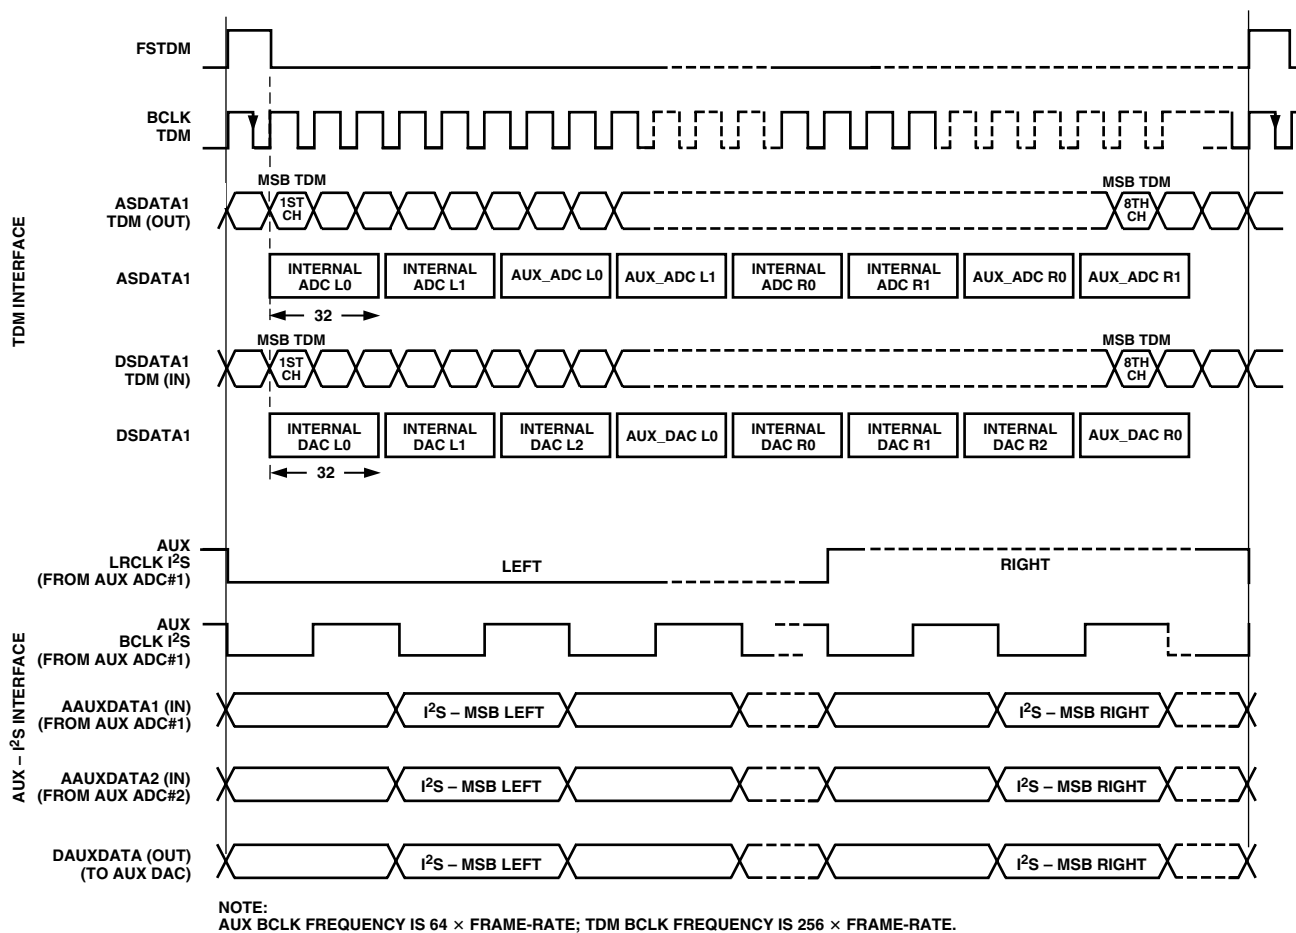 FSTDM
BCLK
TDM
TDM INTERFACE
MSB TDM
MSB TDM
ASDATA1
TDM (OUT)
1ST
CH
8TH
CH
ASDATA1
INTERNAL
ADC L0
INTERNAL
ADC L1
AUX_ADC L0
AUX_ADC L1
INTERNAL
ADC R0
INTERNAL
ADC R1
AUX_ADC R0
AUX_ADC R1
32
MSB TDM
MSB TDM
DSDATA1
TDM (IN)
1ST
CH
8TH
CH
DSDATA1
INTERNAL
DAC L0
INTERNAL
DAC L1
INTERNAL
DAC L2
AUX_DAC L0
INTERNAL
DAC R0
INTERNAL
DAC R1
INTERNAL
DAC R2
AUX_DAC R0
32
AUX – I²S INTERFACE
AUX
LRCLK I²S
(FROM AUX ADC#1)
LEFT
RIGHT
AUX
BCLK I²S
(FROM AUX ADC#1)
AAUXDATA1 (IN)
(FROM AUX ADC#1)
I²S – MSB LEFT
I²S – MSB RIGHT
AAUXDATA2 (IN)
(FROM AUX ADC#2)
I²S – MSB LEFT
I²S – MSB RIGHT
DAUXDATA (OUT)
(TO AUX DAC)
I²S – MSB LEFT
I²S – MSB RIGHT
NOTE:
AUX BCLK FREQUENCY IS 64 × FRAME-RATE; TDM BCLK FREQUENCY IS 256 × FRAME-RATE.